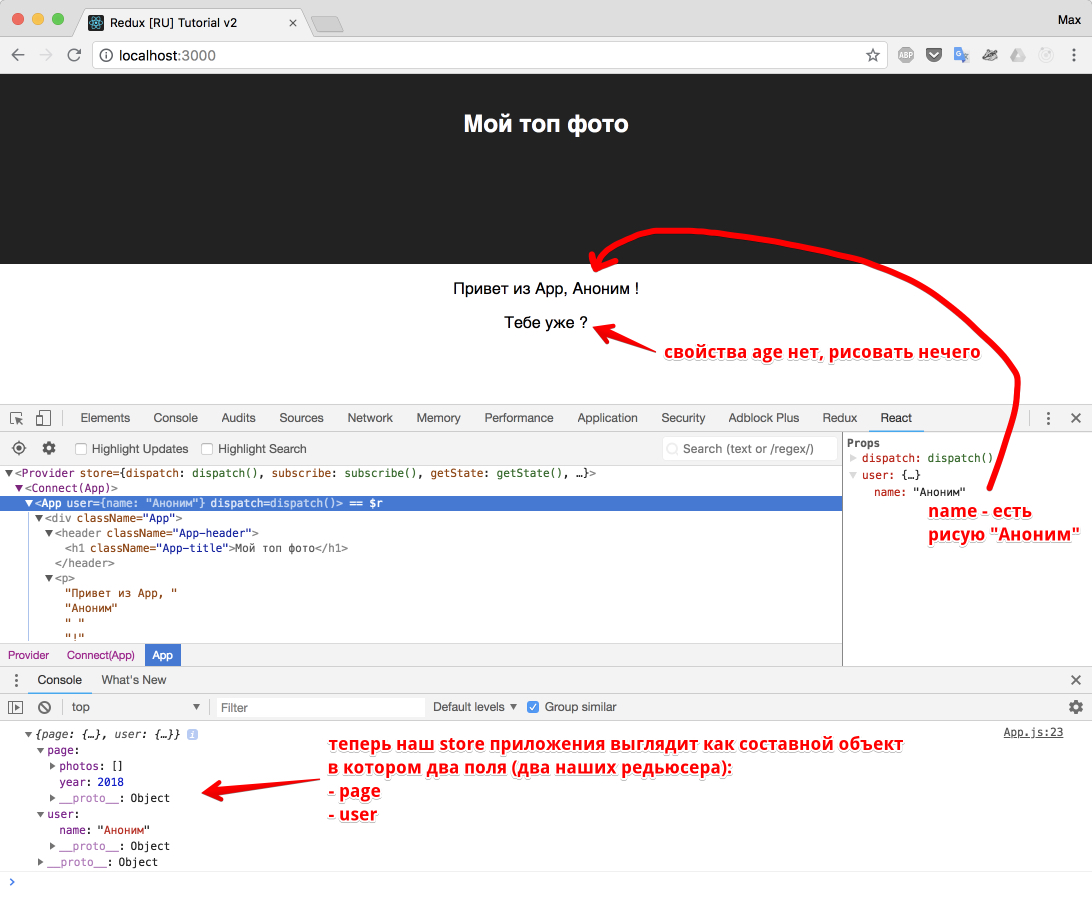 Redux [RU] Tutorial v2
Max
localhost:3000
ABP
Мой топ фото
Привет из App, Аноним !
Тебе уже ?
свойства age нет, рисовать нечего
Elements Console Audits Sources Network Memory Performance Application Security Adblock Plus Redux React
Highlight Updates Highlight Search Search (text or /regex/)
Props
dispatch: dispatch()
user: {…}
name: "Аноним"
name - есть
рисую "Аноним"
<Provider store={dispatch: dispatch(), subscribe: subscribe(), getState: getState(), …}>
<Connect(App)>
<App user={name: "Аноним"} dispatch=dispatch()> == $r
<div className="App">
<header className="App-header">
<h1 className="App-title">Мой топ фото</h1>
</header>
<p>
"Привет из App, "
"Аноним"
" "
"!"
Provider Connect(App) App
Console What's New
top Filter Default levels Group similar
{page: {…}, user: {…}} App.js:23
page:
photos: []
year: 2018
__proto__: Object
user:
name: "Аноним"
__proto__: Object
__proto__: Object
теперь наш store приложения выглядит как составной объект
в котором два поля (два наших редьюсера):
- page
- user